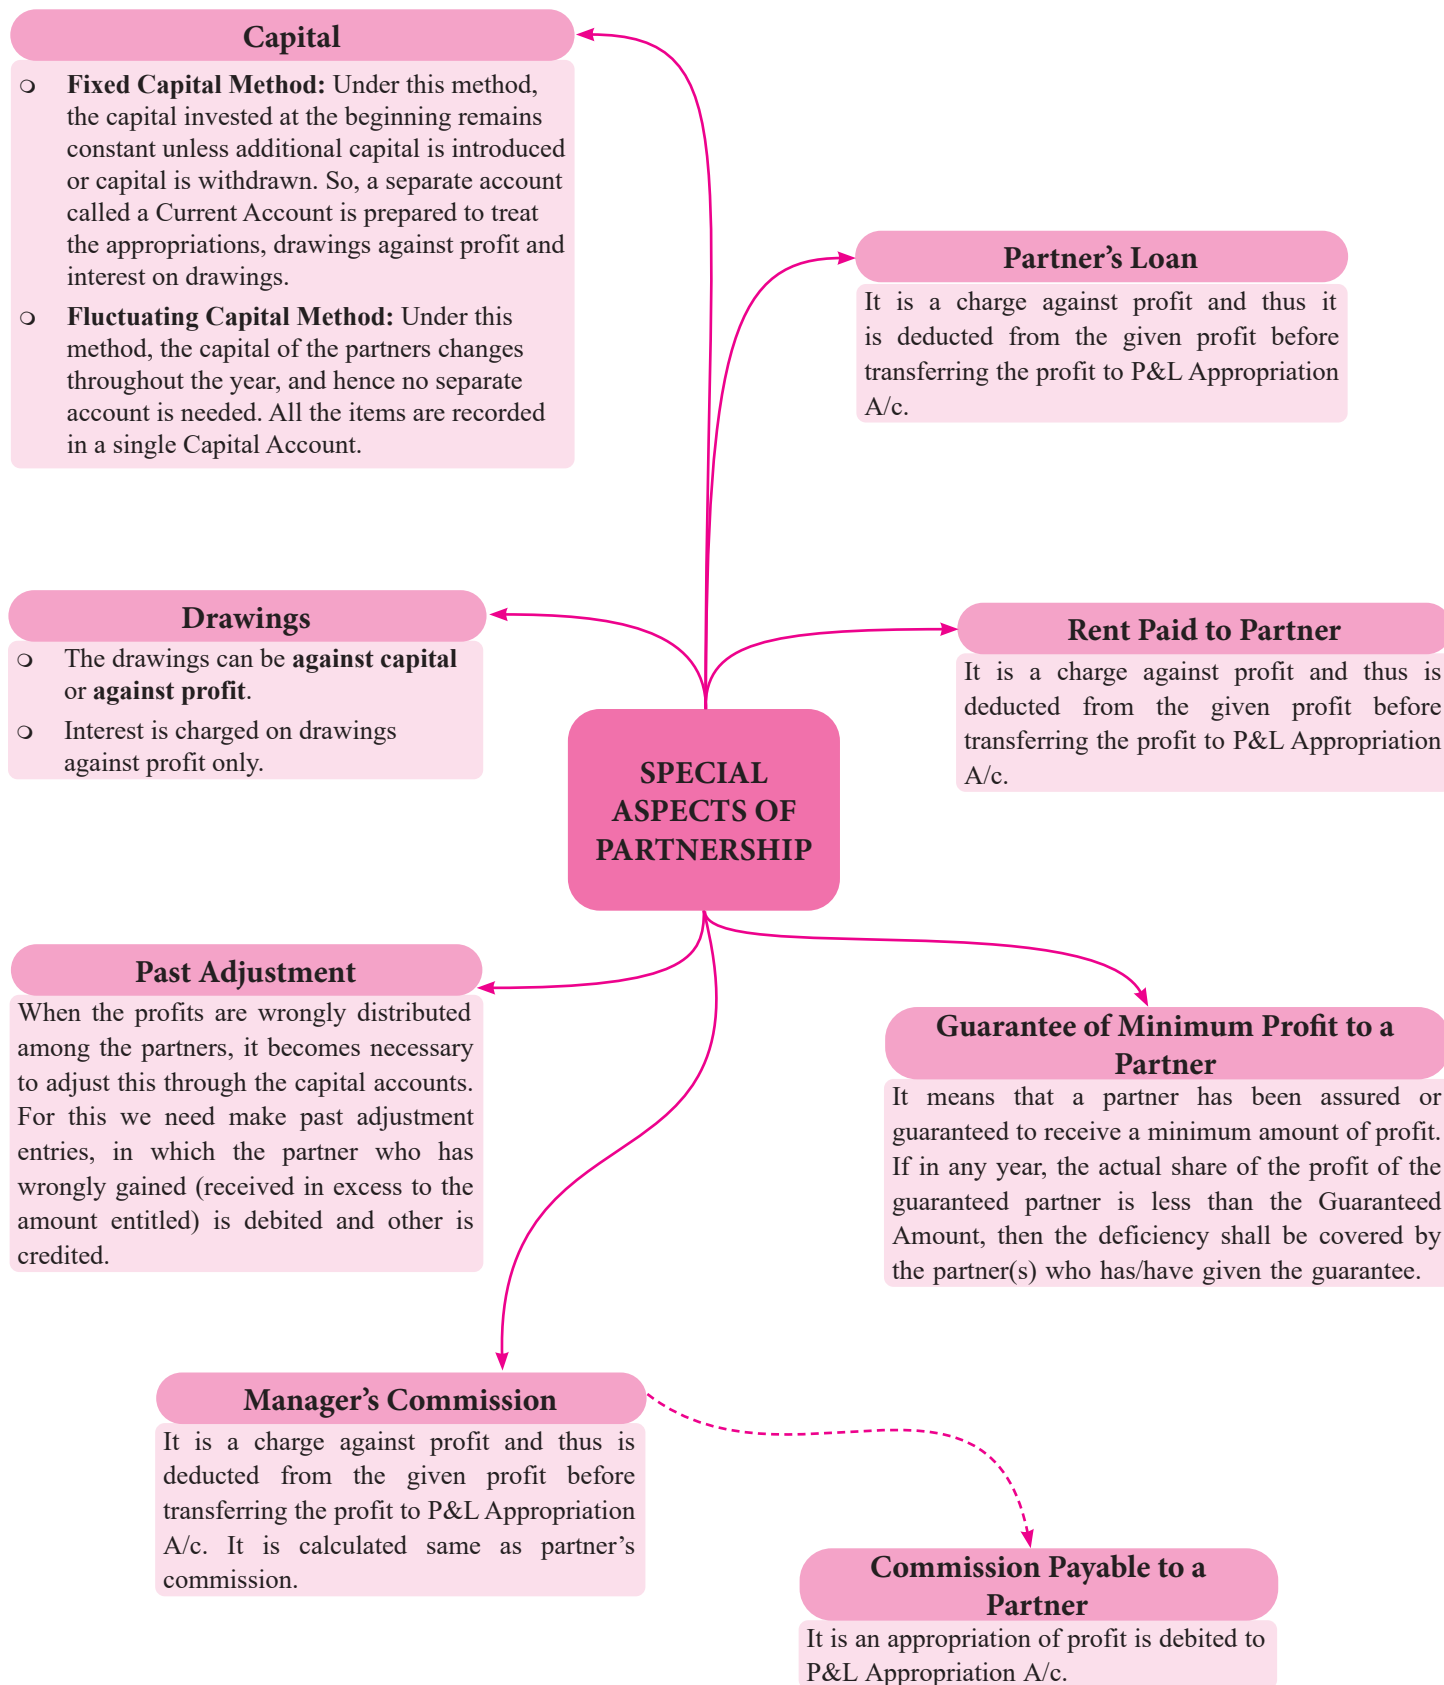 Capital
❍ Fixed Capital Method: Under this method,
the capital invested at the beginning remains
constant unless additional capital is introduced
or capital is withdrawn. So, a separate account
called a Current Account is prepared to treat
the appropriations, drawings against profit and
interest on drawings.
❍ Fluctuating Capital Method: Under this
method, the capital of the partners changes
throughout the year, and hence no separate
account is needed. All the items are recorded
in a single Capital Account.
Partner’s Loan
It is a charge against profit and thus it
is deducted from the given profit before
transferring the profit to P&L Appropriation
A/c.
Drawings
❍ The drawings can be against capital
or against profit.
❍ Interest is charged on drawings
against profit only.
Rent Paid to Partner
It is a charge against profit and thus is
deducted from the given profit before
transferring the profit to P&L Appropriation
A/c.
SPECIAL
ASPECTS OF
PARTNERSHIP
Past Adjustment
When the profits are wrongly distributed
among the partners, it becomes necessary
to adjust this through the capital accounts.
For this we need make past adjustment
entries, in which the partner who has
wrongly gained (received in excess to the
amount entitled) is debited and other is
credited.
Guarantee of Minimum Profit to a
Partner
It means that a partner has been assured or
guaranteed to receive a minimum amount of profit.
If in any year, the actual share of the profit of the
guaranteed partner is less than the Guaranteed
Amount, then the deficiency shall be covered by
the partner(s) who has/have given the guarantee.
Manager’s Commission
It is a charge against profit and thus is
deducted from the given profit before
transferring the profit to P&L Appropriation
A/c. It is calculated same as partner’s
commission.
Commission Payable to a
Partner
It is an appropriation of profit is debited to
P&L Appropriation A/c.